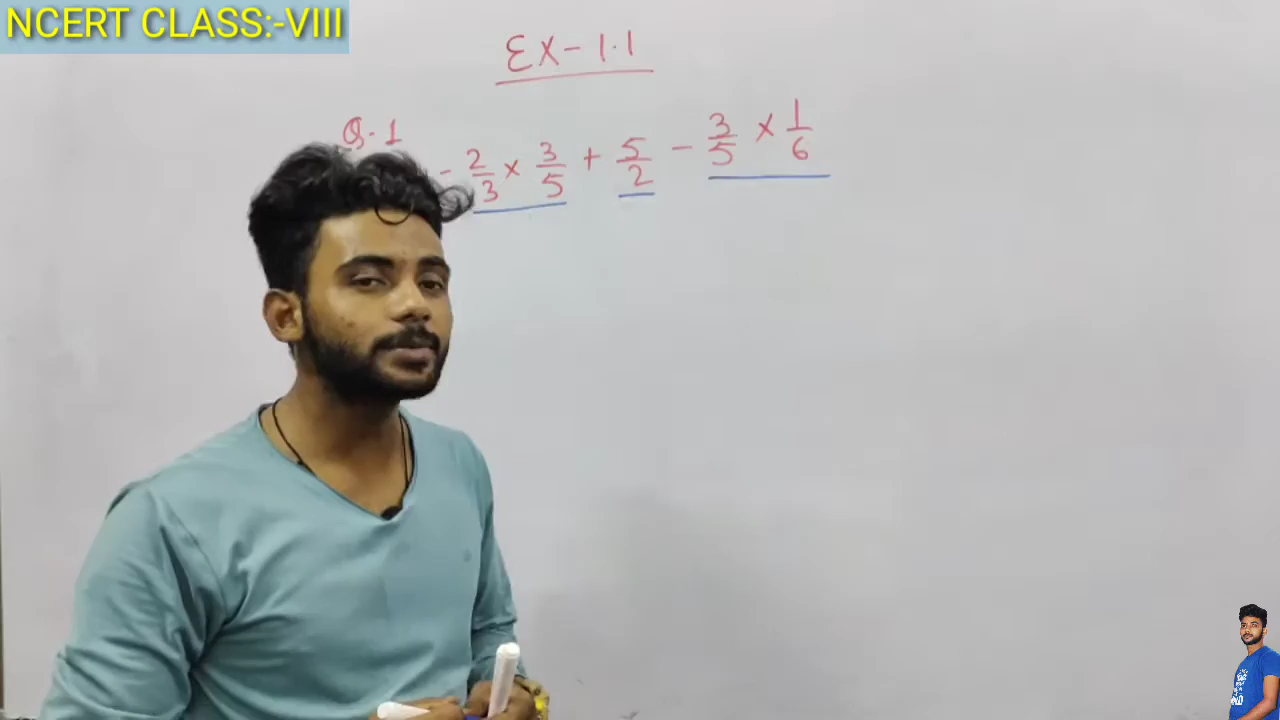 NCERT CLASS:-VIII
EX - 1.1
Q.1
- 2/3 × 3/5 + 5/2 - 3/5 × 1/6